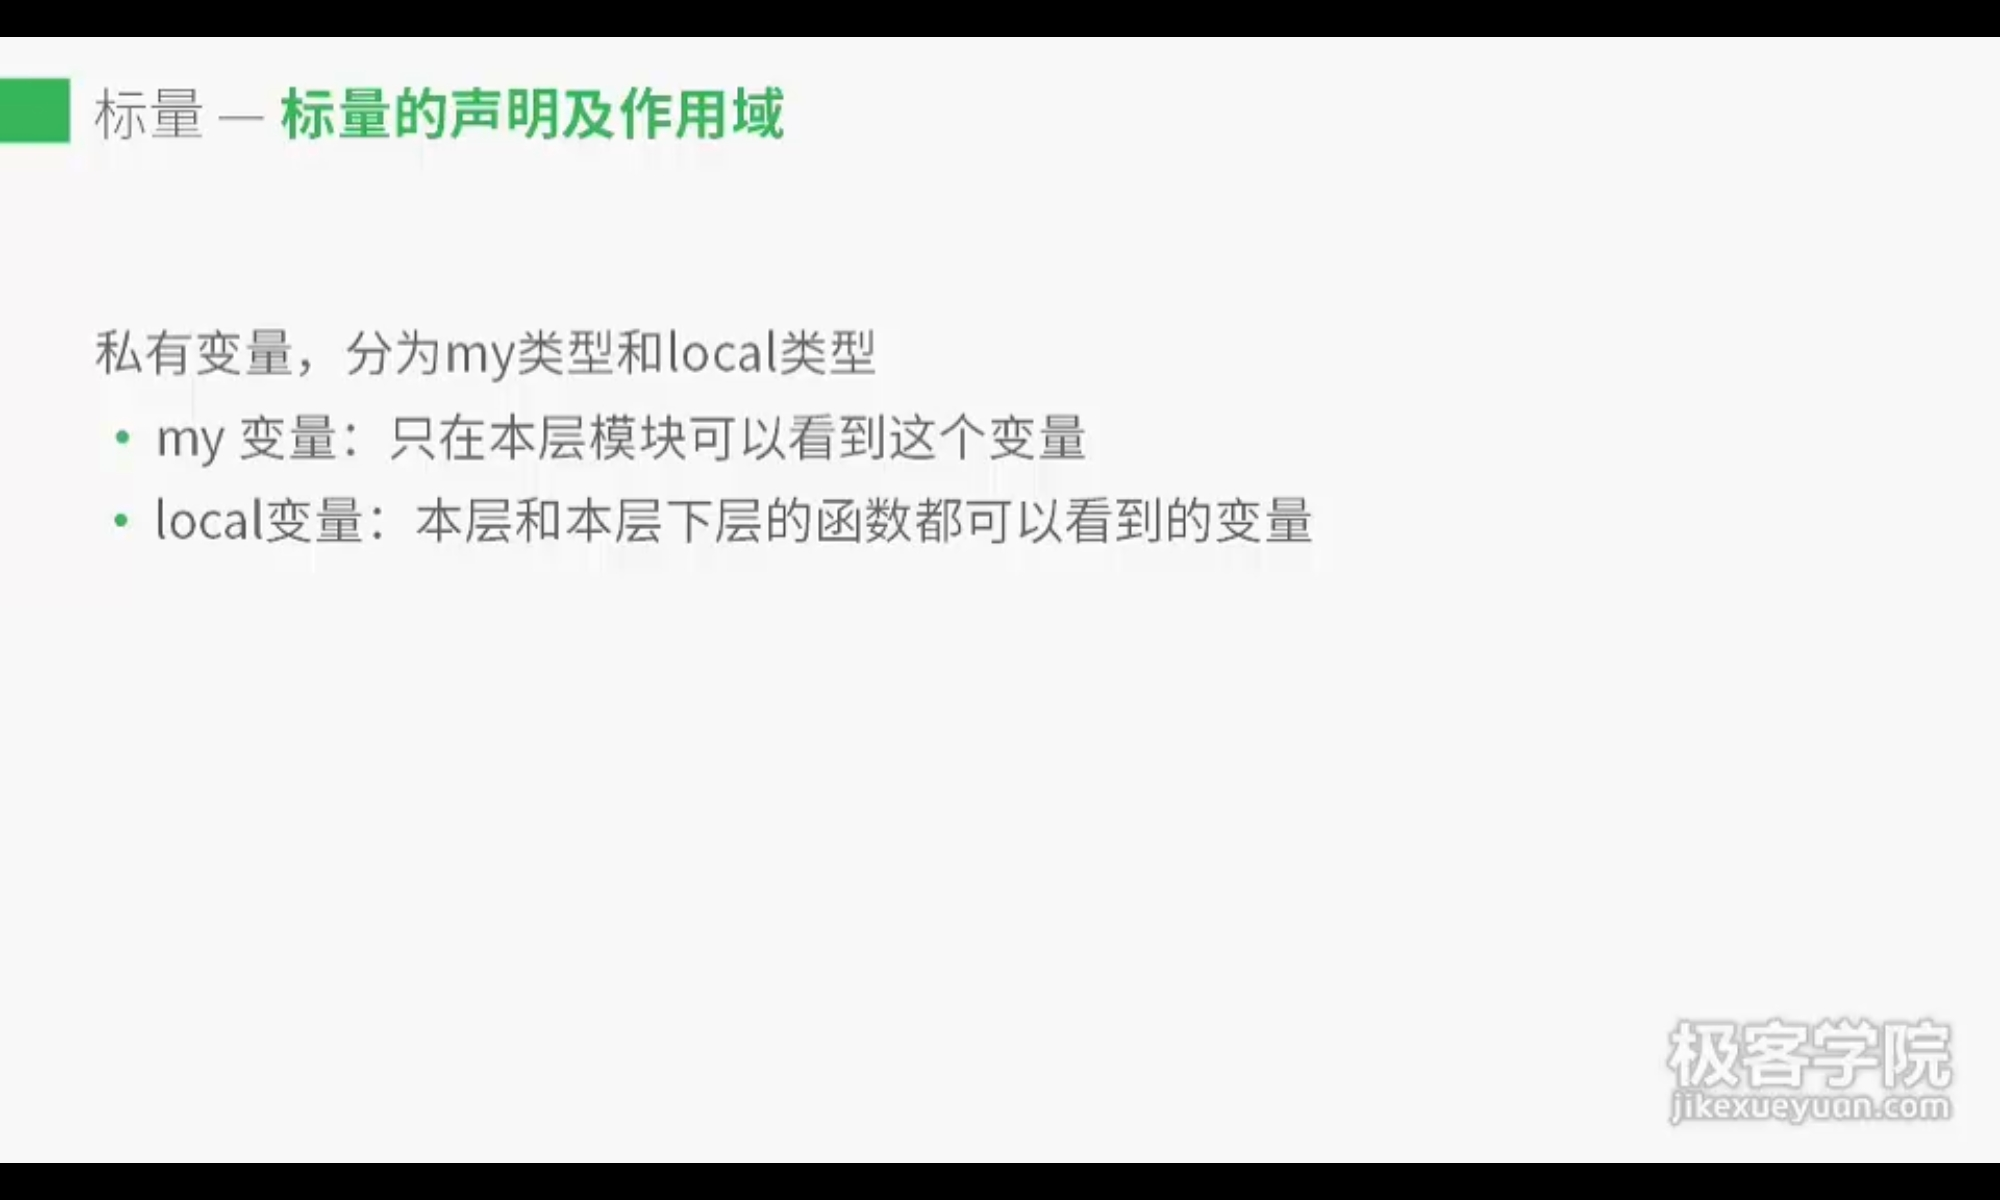 标量 — 标量的声明及作用域
私有变量，分为my类型和local类型
• my 变量：只在本层模块可以看到这个变量
• local变量：本层和本层下层的函数都可以看到的变量
极客学院
jikexueyuan.com